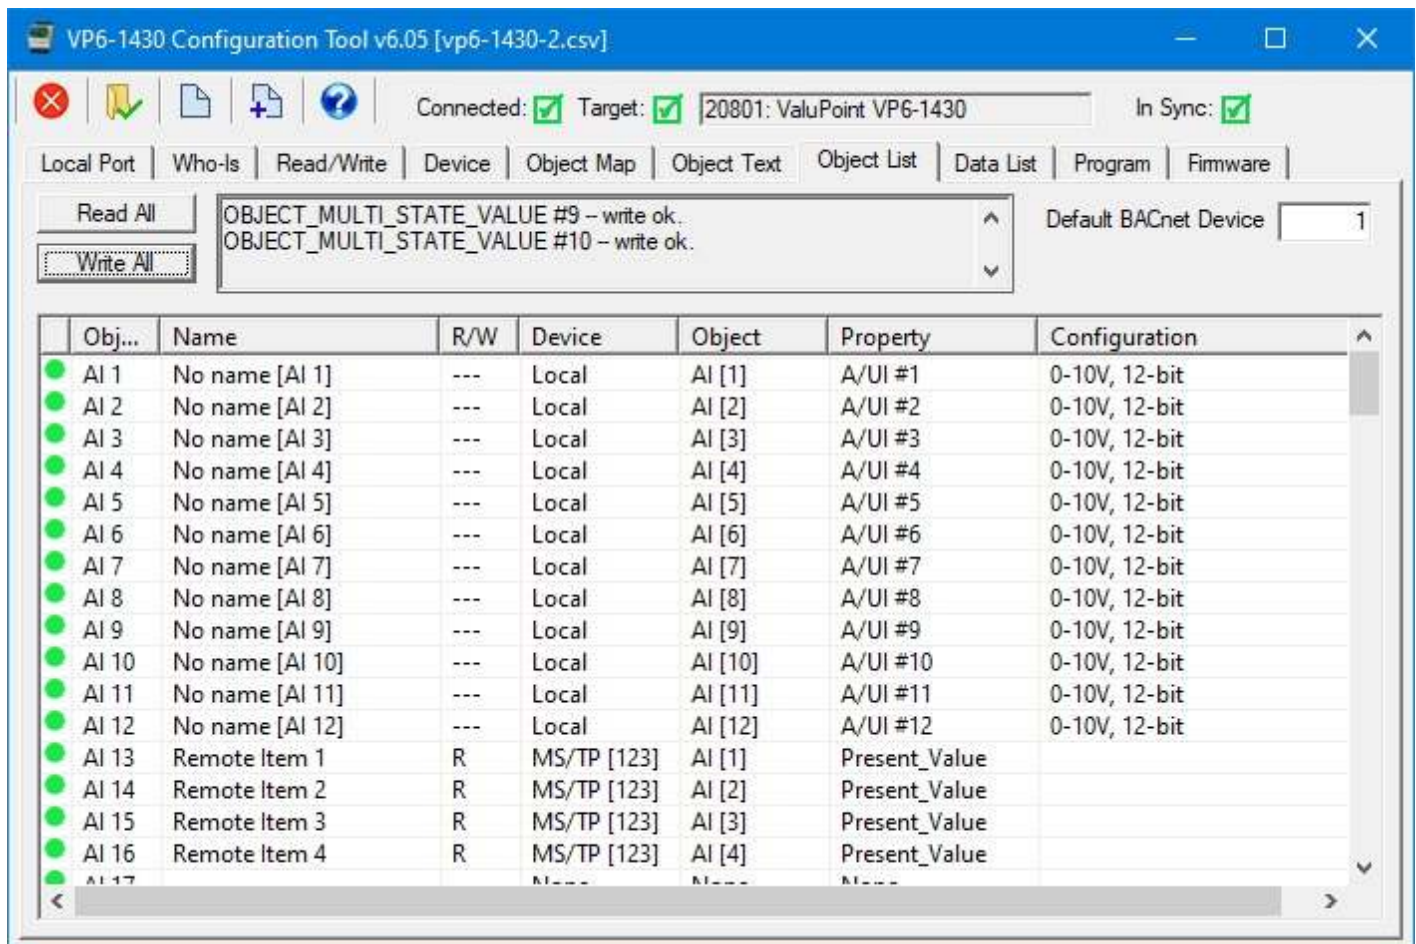 VP6-1430 Configuration Tool v6.05 [vp6-1430-2.csv]
Connected: Target: 20801: ValuPoint VP6-1430 In Sync:
Local Port Who-Is Read/Write Device Object Map Object Text Object List Data List Program Firmware
Read All
OBJECT_MULTI_STATE_VALUE #9 -- write ok.
Default BACnet Device 1
OBJECT_MULTI_STATE_VALUE #10 -- write ok.
Write All
Obj... Name R/W Device Object Property Configuration
AI 1 No name [AI 1] --- Local AI [1] A/UI #1 0-10V, 12-bit
AI 2 No name [AI 2] --- Local AI [2] A/UI #2 0-10V, 12-bit
AI 3 No name [AI 3] --- Local AI [3] A/UI #3 0-10V, 12-bit
AI 4 No name [AI 4] --- Local AI [4] A/UI #4 0-10V, 12-bit
AI 5 No name [AI 5] --- Local AI [5] A/UI #5 0-10V, 12-bit
AI 6 No name [AI 6] --- Local AI [6] A/UI #6 0-10V, 12-bit
AI 7 No name [AI 7] --- Local AI [7] A/UI #7 0-10V, 12-bit
AI 8 No name [AI 8] --- Local AI [8] A/UI #8 0-10V, 12-bit
AI 9 No name [AI 9] --- Local AI [9] A/UI #9 0-10V, 12-bit
AI 10 No name [AI 10] --- Local AI [10] A/UI #10 0-10V, 12-bit
AI 11 No name [AI 11] --- Local AI [11] A/UI #11 0-10V, 12-bit
AI 12 No name [AI 12] --- Local AI [12] A/UI #12 0-10V, 12-bit
AI 13 Remote Item 1 R MS/TP [123] AI [1] Present_Value
AI 14 Remote Item 2 R MS/TP [123] AI [2] Present_Value
AI 15 Remote Item 3 R MS/TP [123] AI [3] Present_Value
AI 16 Remote Item 4 R MS/TP [123] AI [4] Present_Value
AI 17 None None None